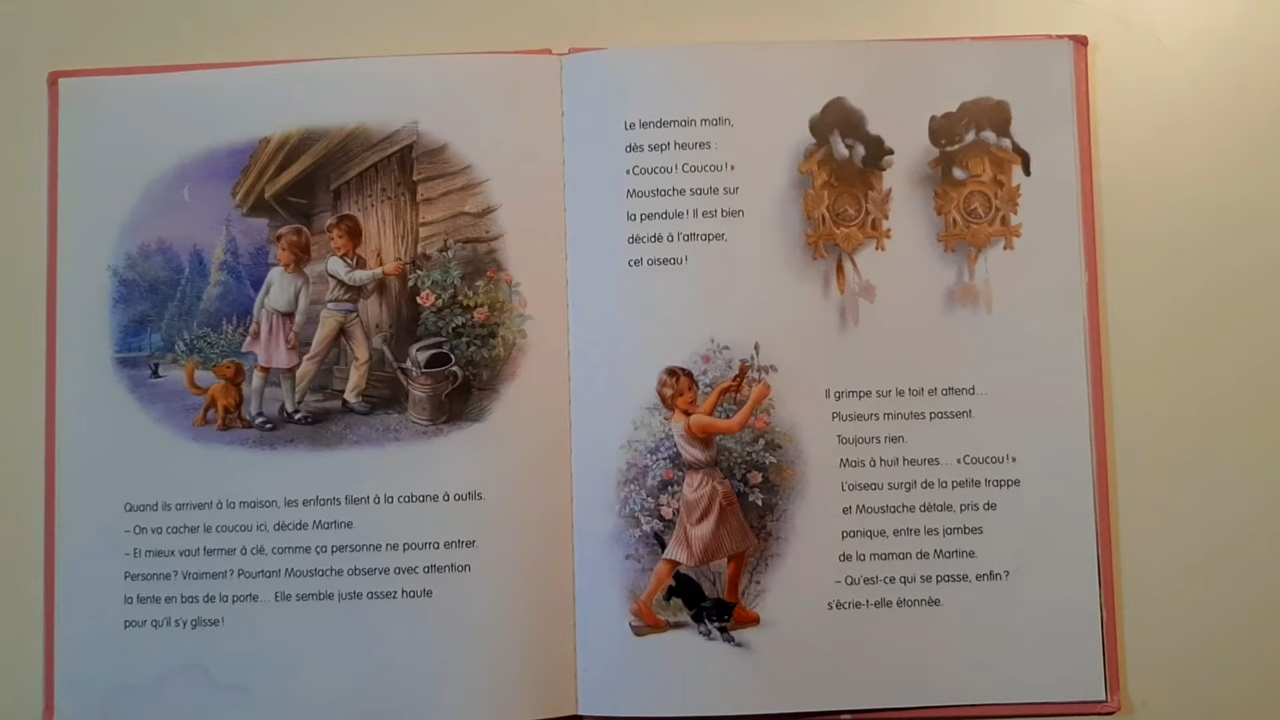 Quand ils arrivent à la maison, les enfants filent à la cabane à outils.
– On va cacher le coucou ici, décide Martine.
– Et mieux vaut fermer à clé, comme ça personne ne pourra entrer.
Personne ? Vraiment ? Pourtant Moustache observe avec attention
la fente en bas de la porte… Elle semble juste assez haute
pour qu'il s'y glisse !
Le lendemain matin,
dès sept heures :
« Coucou ! Coucou ! »
Moustache saute sur
la pendule ! Il est bien
décidé à l'attraper,
cet oiseau !
Il grimpe sur le toit et attend…
Plusieurs minutes passent.
Toujours rien.
Mais à huit heures… « Coucou ! »
L'oiseau surgit de la petite trappe
et Moustache détale, pris de
panique, entre les jambes
de la maman de Martine.
– Qu'est-ce qui se passe, enfin ?
s'écrie-t-elle étonnée.